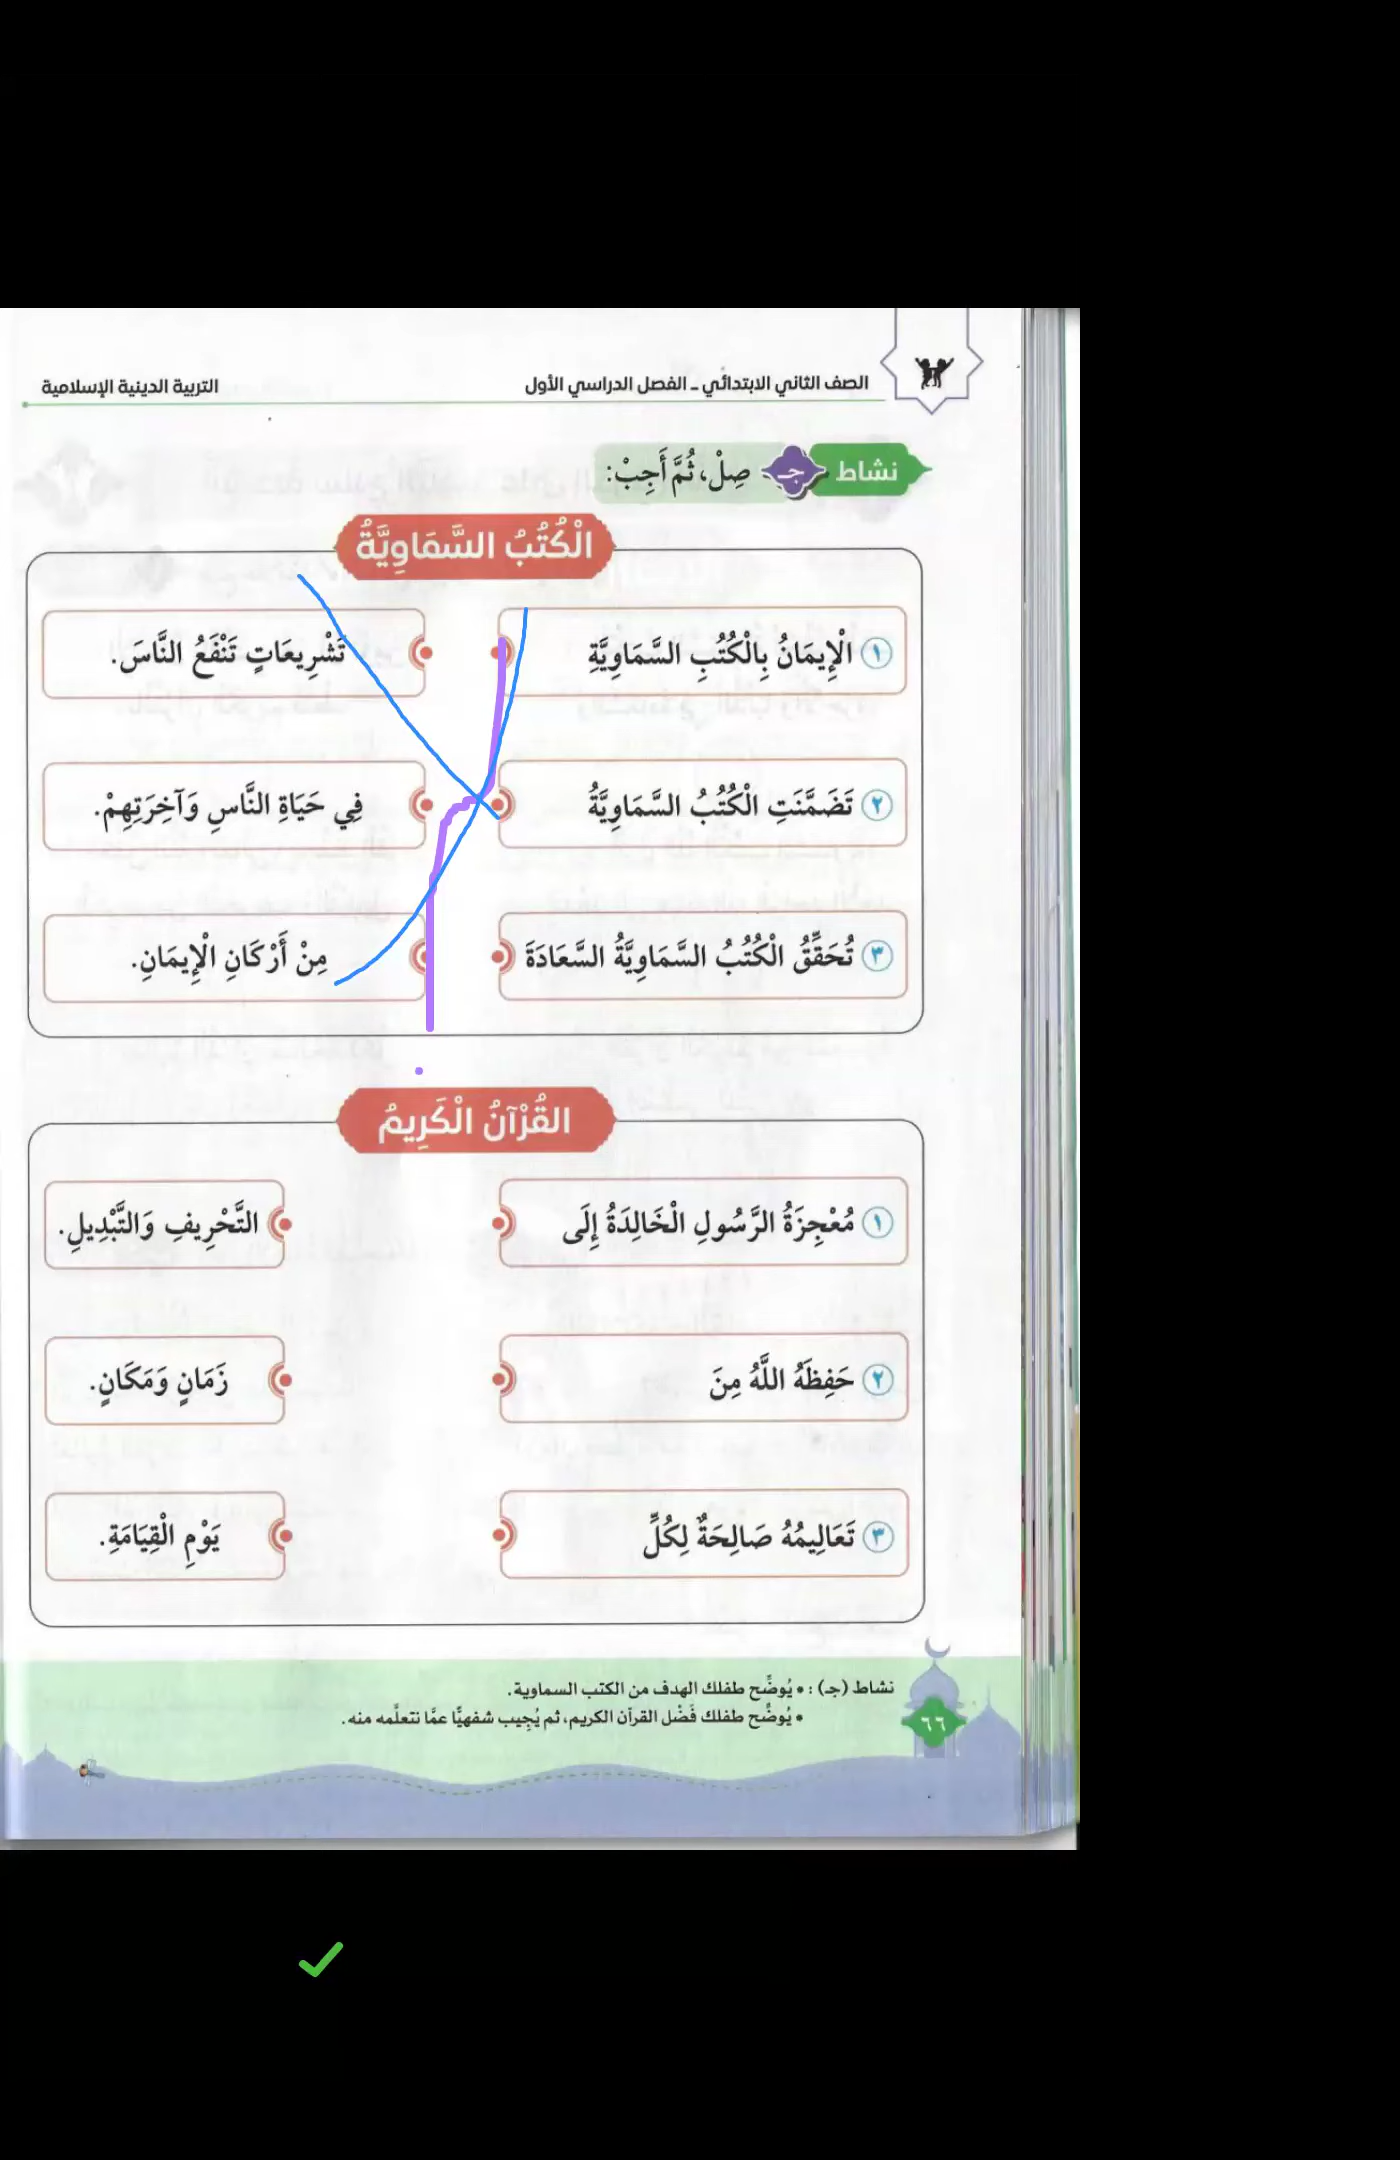 الصف الثاني الابتدائي - الفصل الدراسي الأول
التربية الدينية الإسلامية
نشاط جـ صِلْ، ثُمَّ أَجِبْ:
الْكُتُبُ السَّمَاوِيَّةُ
١ الْإِيمَانُ بِالْكُتُبِ السَّمَاوِيَّةِ
تَشْرِيعَاتٍ تَنْفَعُ النَّاسَ.
٢ تَضَمَّنَتِ الْكُتُبُ السَّمَاوِيَّةُ
فِي حَيَاةِ النَّاسِ وَآخِرَتِهِمْ.
٣ تُحَقِّقُ الْكُتُبُ السَّمَاوِيَّةُ السَّعَادَةَ
مِنْ أَرْكَانِ الْإِيمَانِ.
الْقُرْآنُ الْكَرِيمُ
١ مُعْجِزَةُ الرَّسُولِ الْخَالِدَةُ إِلَى
التَّحْرِيفِ وَالتَّبْدِيلِ.
٢ حَفِظَهُ اللَّهُ مِنَ
زَمَانٍ وَمَكَانٍ.
٣ تَعَالِيمُهُ صَالِحَةٌ لِكُلِّ
يَوْمِ الْقِيَامَةِ.
نشاط (جـ) : • يُوضِّح طفلك الهدف من الكتب السماوية.
• يُوضِّح طفلك فَضْل القرآن الكريم، ثم يُجِيب شفهيًّا عمَّا نتعلَّمه منه.
٦٦